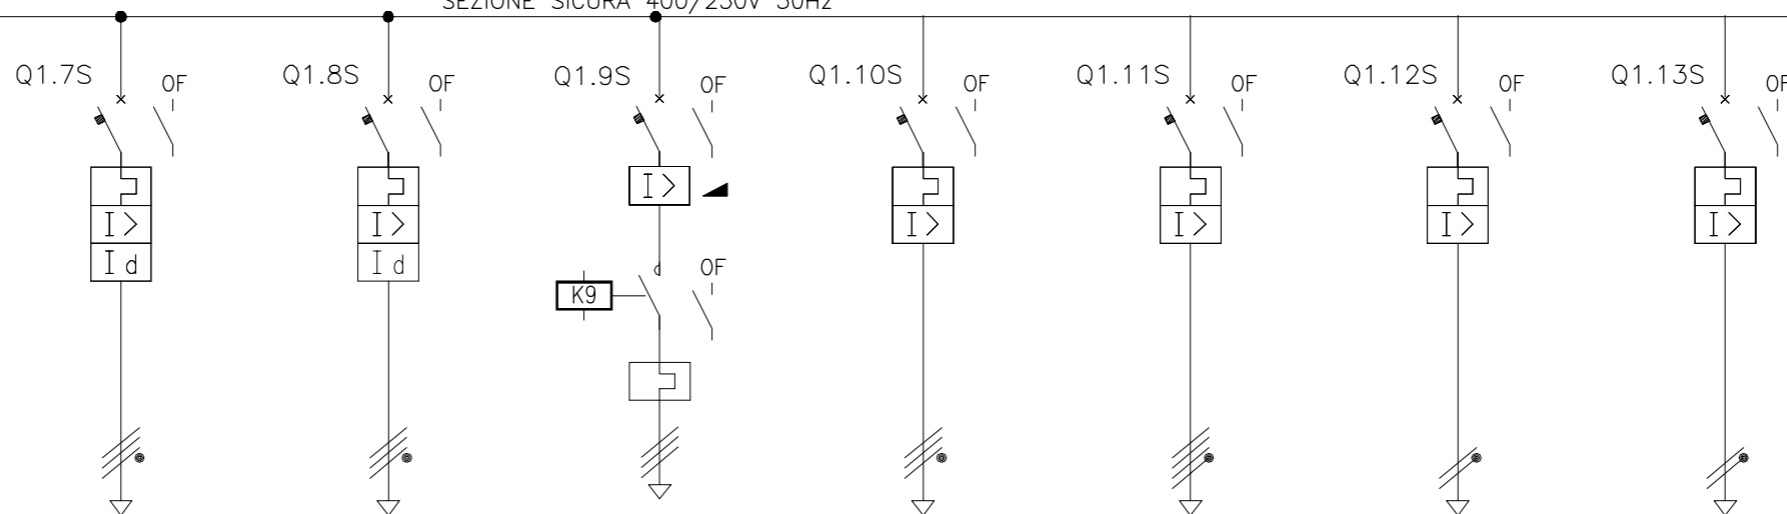 SEZIONE SICURA 400/230V 50Hz
Q1.7S OF Q1.8S OF Q1.9S OF Q1.10S OF Q1.11S OF Q1.12S OF Q1.13S OF
I> I> I> I> I> I> I>
Id Id
K9 OF